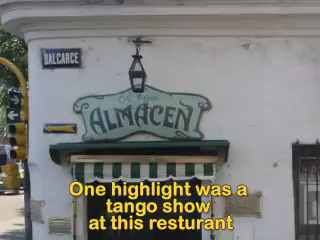 BALCARCE
El Viejo
ALMACEN
One highlight was a
tango show
at this resturant